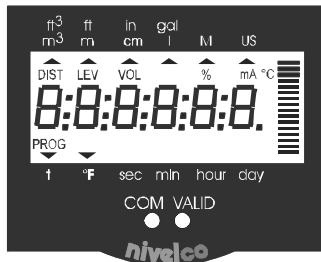 ft³ ft in gal
m³ m cm l M US
DIST LEV VOL % mA °C
8:8:8:8:8:8.
PROG
t °F sec min hour day
COM VALID
nivelco